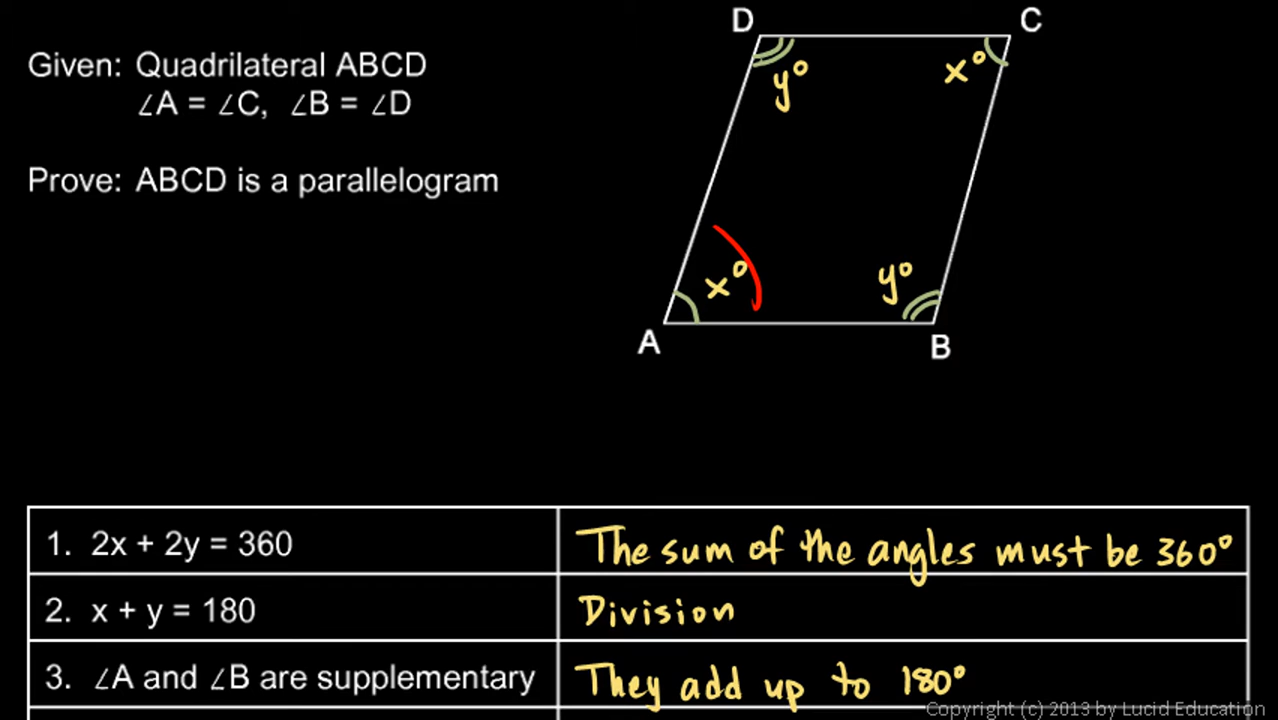 Given: Quadrilateral ABCD
∠A = ∠C, ∠B = ∠D
Prove: ABCD is a parallelogram
D
C
y°
x°
x°
y°
A
B
1. 2x + 2y = 360 The sum of the angles must be 360°
2. x + y = 180 Division
3. ∠A and ∠B are supplementary They add up to 180°
Copyright (c) 2013 by Lucid Education